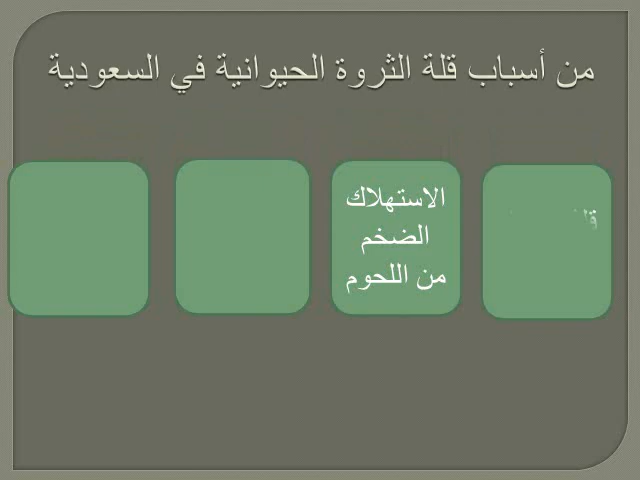 من أسباب قلة الثروة الحيوانية في السعودية
الاستهلاك
الضخم
من اللحوم